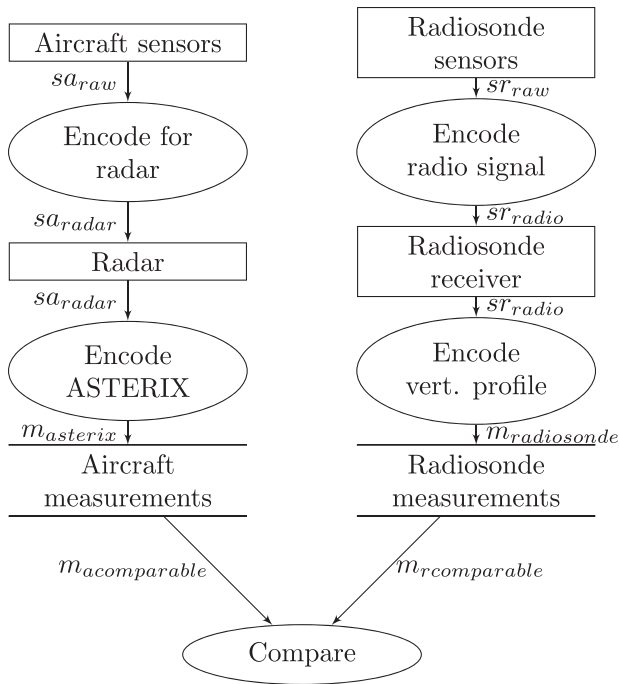 Aircraft sensors
sa_raw
Encode for
radar
sa_radar
Radar
sa_radar
Encode
ASTERIX
m_asterix
Aircraft
measurements
m_acomparable
Radiosonde
sensors
sr_raw
Encode
radio signal
sr_radio
Radiosonde
receiver
sr_radio
Encode
vert. profile
m_radiosonde
Radiosonde
measurements
m_rcomparable
Compare